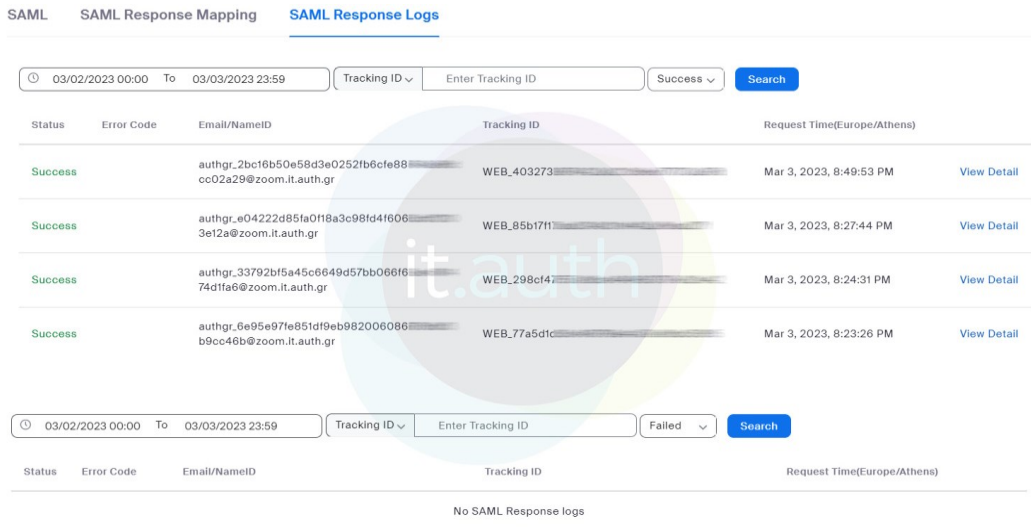 SAML SAML Response Mapping SAML Response Logs
03/02/2023 00:00 To 03/03/2023 23:59 Tracking ID Enter Tracking ID Success Search
Status Error Code Email/NameID Tracking ID Request Time(Europe/Athens)
Success authgr_2bc16b50e58d3e0252fb6cfe88 WEB_403273 Mar 3, 2023, 8:49:53 PM View Detail
cc02a29@zoom.it.auth.gr
Success authgr_e04222d85fa0f18a3c98fd4f606 WEB_85b17f17 Mar 3, 2023, 8:27:44 PM View Detail
3e12a@zoom.it.auth.gr
it.auth
Success authgr_33792bf5a45c6649d57bb066f6 WEB_298cf47 Mar 3, 2023, 8:24:31 PM View Detail
74d1fa6@zoom.it.auth.gr
Success authgr_6e95e97fe851df9eb982006086 WEB_77a5d1c Mar 3, 2023, 8:23:26 PM View Detail
b9cc46b@zoom.it.auth.gr
03/02/2023 00:00 To 03/03/2023 23:59 Tracking ID Enter Tracking ID Failed Search
Status Error Code Email/NameID Tracking ID Request Time(Europe/Athens)
No SAML Response logs